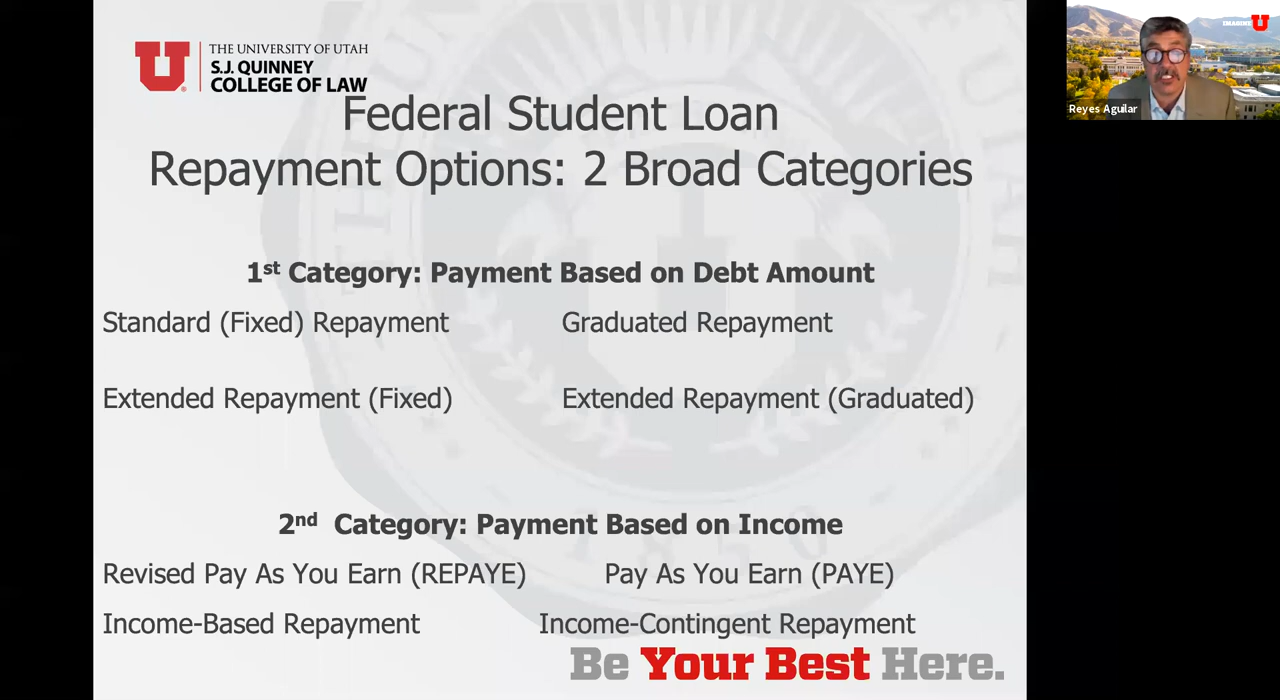 THE UNIVERSITY OF UTAH
S.J. QUINNEY
COLLEGE OF LAW
Federal Student Loan
Repayment Options: 2 Broad Categories
1st Category: Payment Based on Debt Amount
Standard (Fixed) Repayment Graduated Repayment
Extended Repayment (Fixed) Extended Repayment (Graduated)
2nd Category: Payment Based on Income
Revised Pay As You Earn (REPAYE) Pay As You Earn (PAYE)
Income-Based Repayment Income-Contingent Repayment
Be Your Best Here.
1850
IMAGINE U
Reyes Aguilar